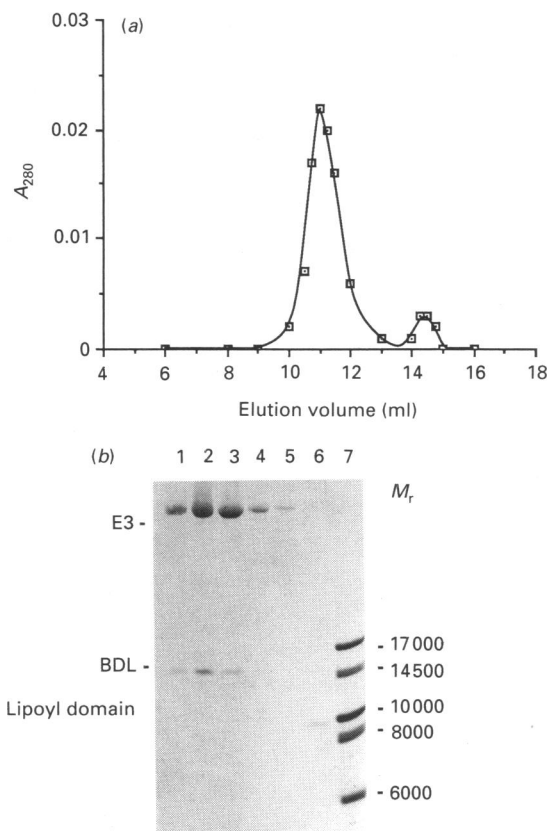 (a)
0.03
0.02
0.01
0
A280
4 6 8 10 12 14 16 18
Elution volume (ml)
(b) 1 2 3 4 5 6 7
Mr
E3 -
BDL -
Lipoyl domain
- 17000
- 14500
- 10000
- 8000
- 6000